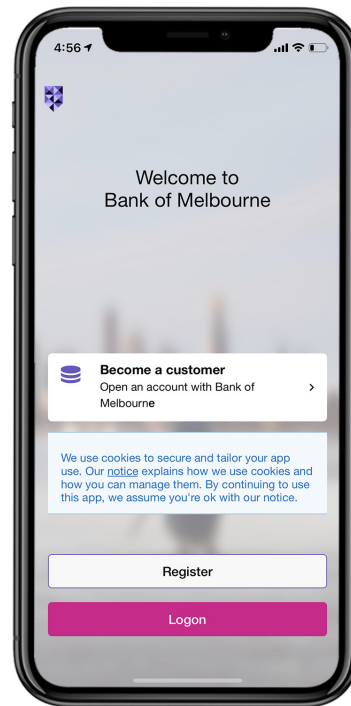 4:56
Welcome to
Bank of Melbourne
Become a customer
Open an account with Bank of
Melbourne
We use cookies to secure and tailor your app
use. Our notice explains how we use cookies and
how you can manage them. By continuing to use
this app, we assume you're ok with our notice.
Register
Logon